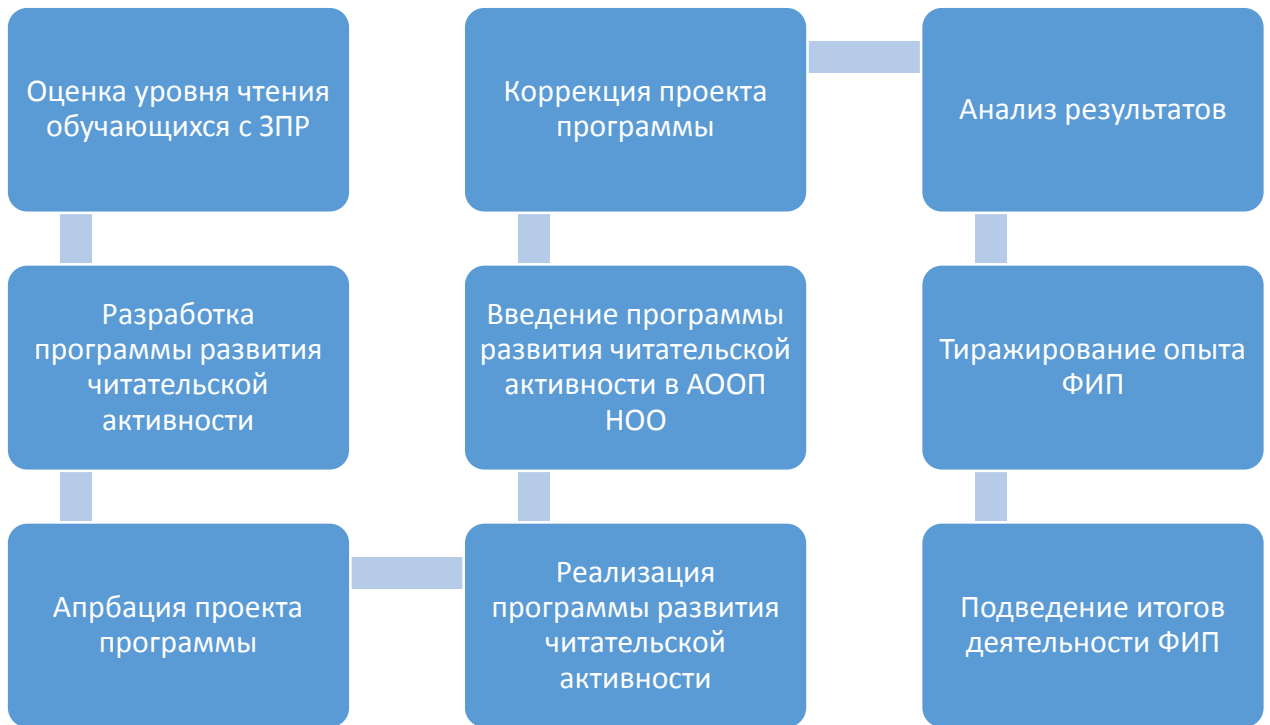 Оценка уровня чтения
обучающихся с ЗПР
Разработка
программы развития
читательской
активности
Апрбация проекта
программы
Реализация
программы развития
читательской
активности
Введение программы
развития читательской
активности в АООП
НОО
Коррекция проекта
программы
Анализ результатов
Тиражирование опыта
ФИП
Подведение итогов
деятельности ФИП